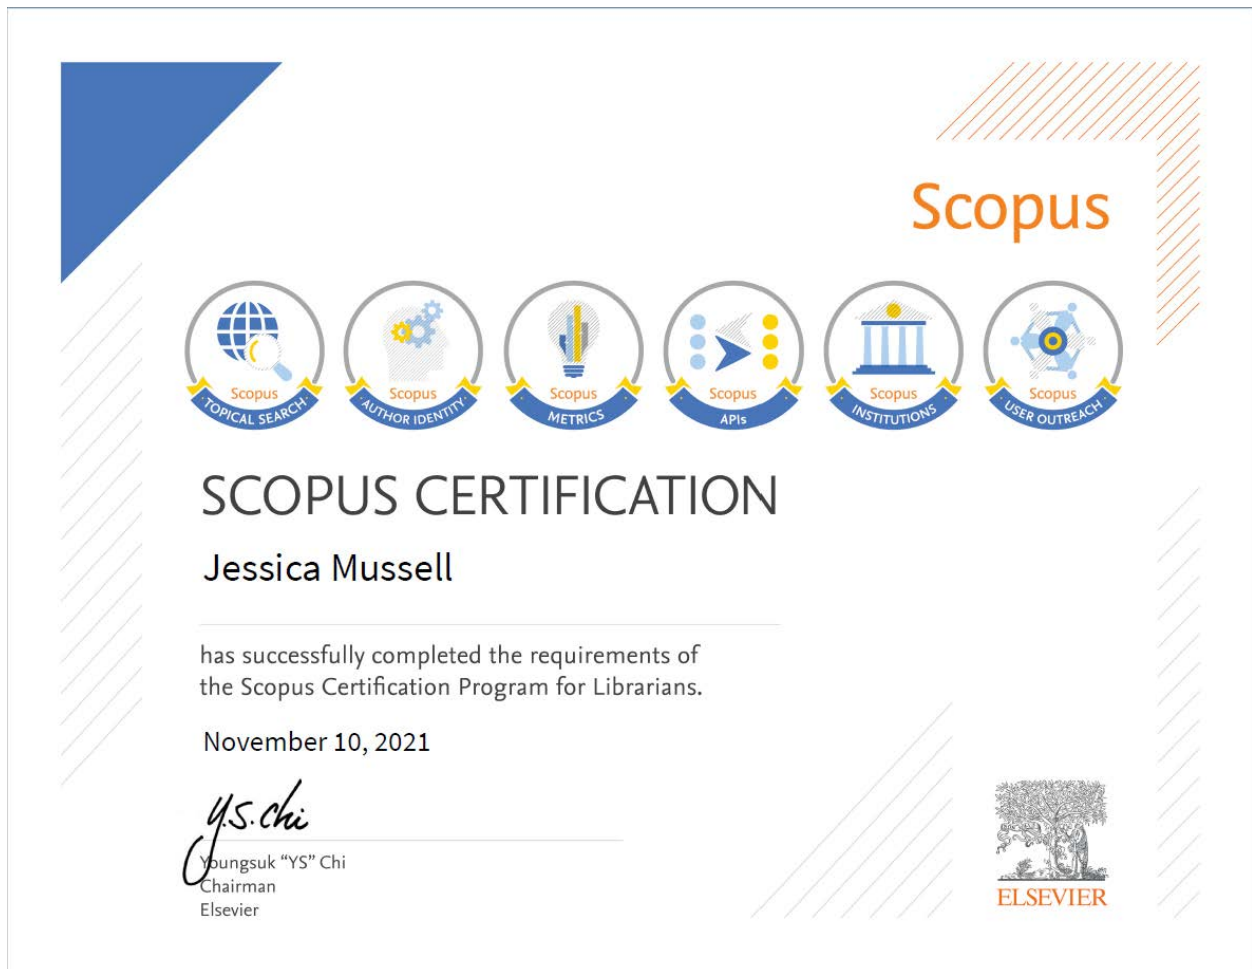 Scopus
Scopus
TOPICAL SEARCH
Scopus
AUTHOR IDENTITY
Scopus
METRICS
Scopus
APIs
Scopus
INSTITUTIONS
Scopus
USER OUTREACH
SCOPUS CERTIFICATION
Jessica Mussell
has successfully completed the requirements of
the Scopus Certification Program for Librarians.
November 10, 2021
y.s.chi
Youngsuk “YS” Chi
Chairman
Elsevier
ELSEVIER